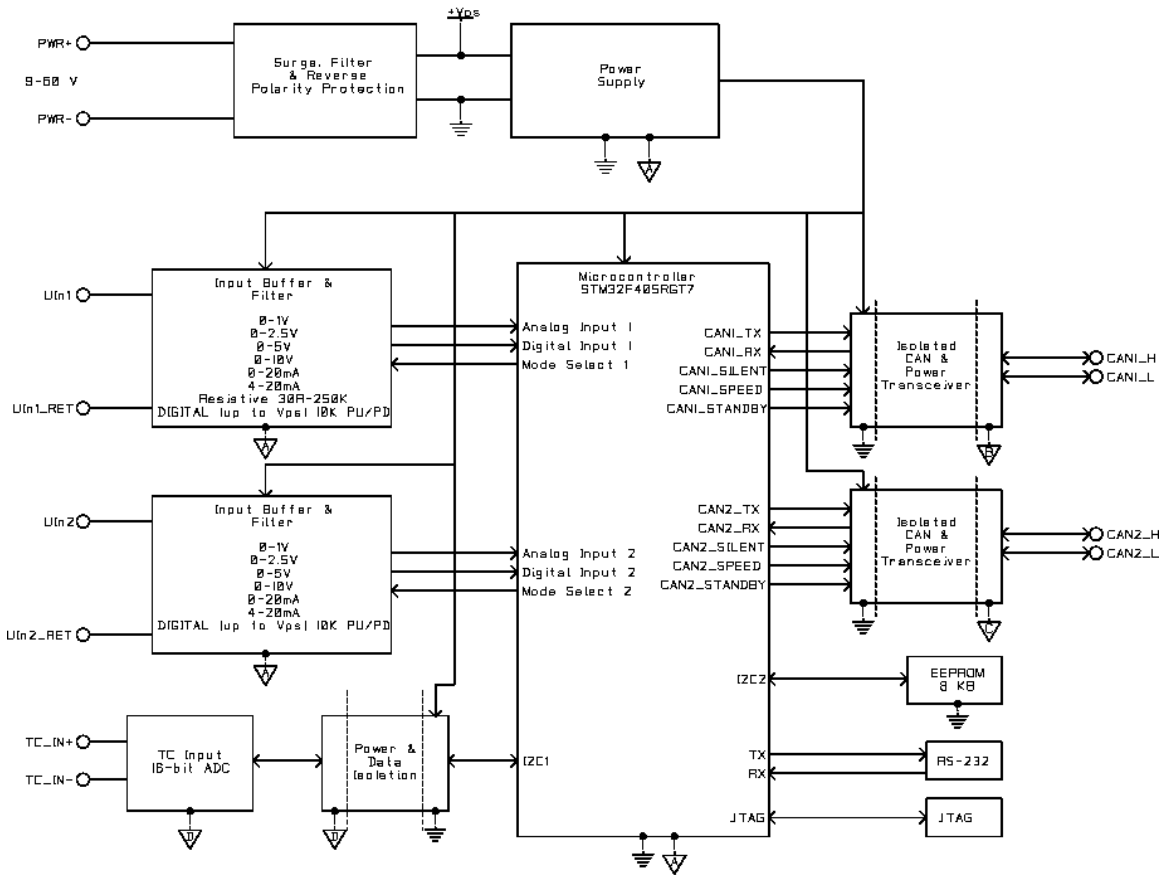 +Vps
PWR+
9-60 V
PWR-
Surge, Filter
& Reverse
Polarity Protection
Power
Supply
A
UIn1
UIn1_RET
Input Buffer &
Filter
0-1V
0-2.5V
0-5V
0-10V
0-20mA
4-20mA
Resistive 30R-250K
DIGITAL (up to Vps) 10K PU/PD
A
Microcontroller
STM32F405RGT7
Analog Input 1
Digital Input 1
Mode Select 1
CAN1_TX
CAN1_RX
CAN1_SILENT
CAN1_SPEED
CAN1_STANDBY
Isolated
CAN &
Power
Transceiver
CAN1_H
CAN1_L
B
UIn2
UIn2_RET
Input Buffer &
Filter
0-1V
0-2.5V
0-5V
0-10V
0-20mA
4-20mA
DIGITAL (up to Vps) 10K PU/PD
A
Analog Input 2
Digital Input 2
Mode Select 2
CAN2_TX
CAN2_RX
CAN2_SILENT
CAN2_SPEED
CAN2_STANDBY
Isolated
CAN &
Power
Transceiver
CAN2_H
CAN2_L
C
I2C2
EEPROM
8 KB
TC_IN+
TC_IN-
TC Input
16-bit ADC
D
Power &
Data
Isolation
D
I2C1
TX
RX
RS-232
JTAG
JTAG
A